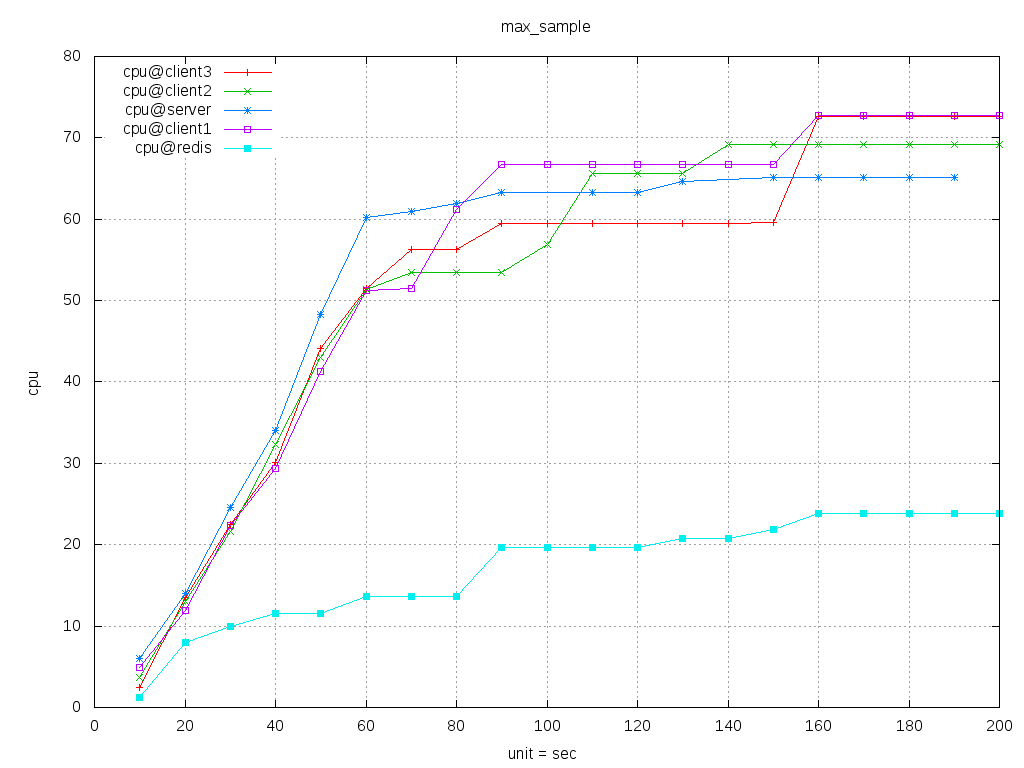 max_sample
80
70
60
50
40
30
20
10
0
cpu
cpu@client3
cpu@client2
cpu@server
cpu@client1
cpu@redis
0 20 40 60 80 100 120 140 160 180 200
unit = sec